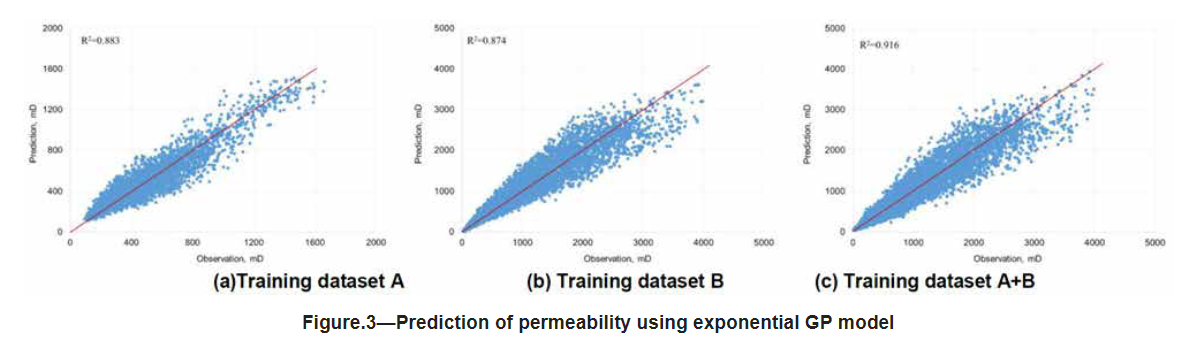 2000
R²=0.883
1600
1200
800
400
0
Prediction, mD
0 400 800 1200 1600 2000
Observation, mD
(a)Training dataset A
5000
R²=0.874
4000
3000
2000
1000
0
Prediction, mD
0 1000 2000 3000 4000 5000
Observation, mD
(b) Training dataset B
5000
R²=0.916
4000
3000
2000
1000
0
Prediction, mD
0 1000 2000 3000 4000 5000
Observation, mD
(c) Training dataset A+B
Figure.3—Prediction of permeability using exponential GP model